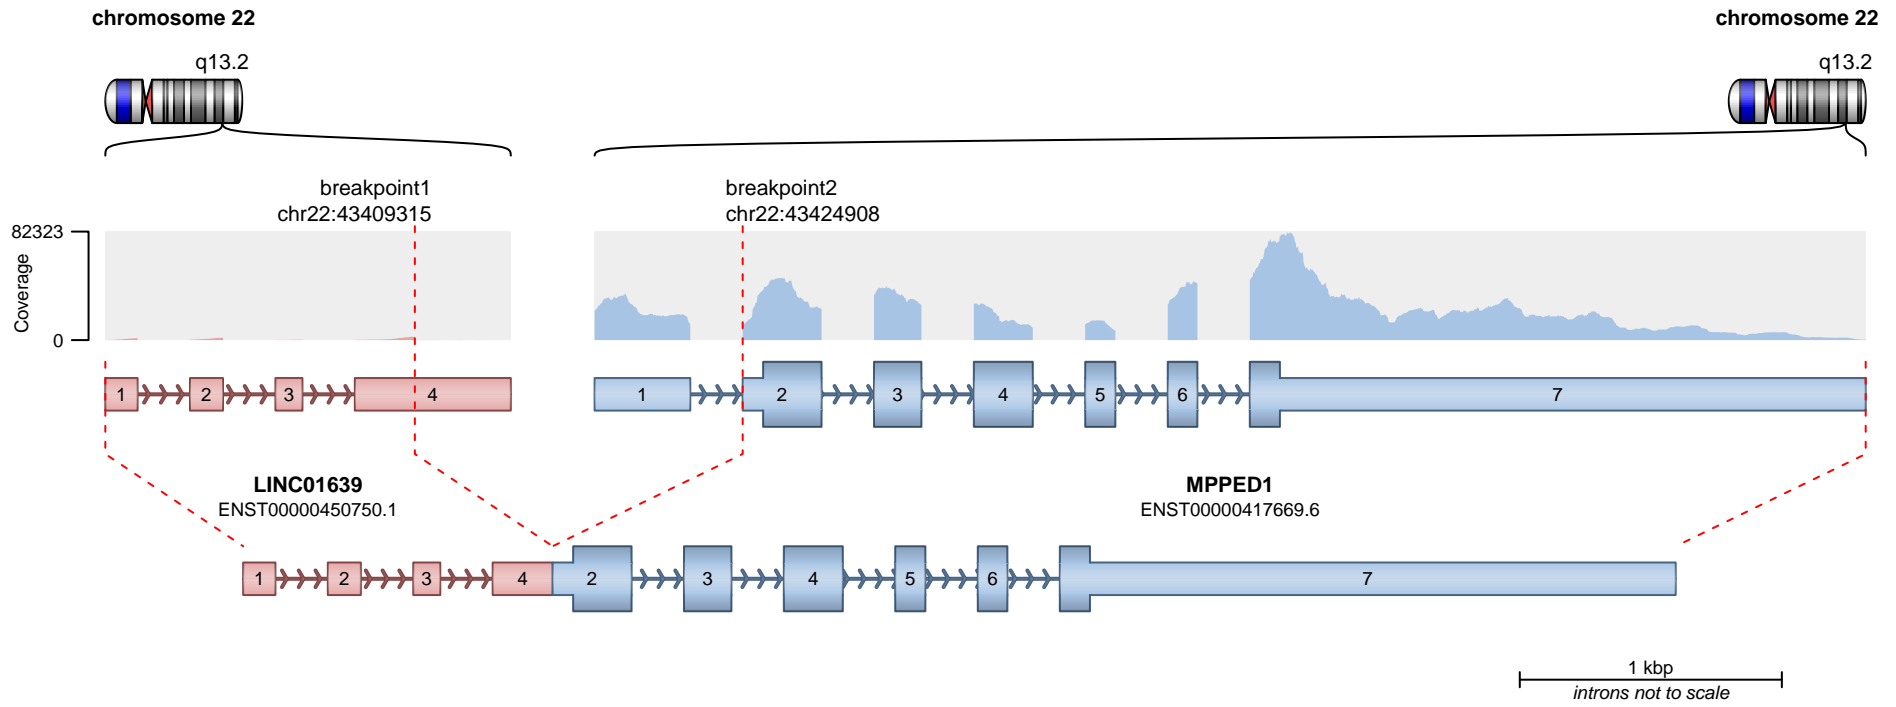 chromosome 22
chromosome 22
q13.2
q13.2
breakpoint1
chr22:43409315
breakpoint2
chr22:43424908
82323
Coverage
0
1 2 3 4
1 2 3 4 5 6 7
LINC01639
ENST00000450750.1
MPPED1
ENST00000417669.6
1 2 3 4 2 3 4 5 6 7
1 kbp
introns not to scale